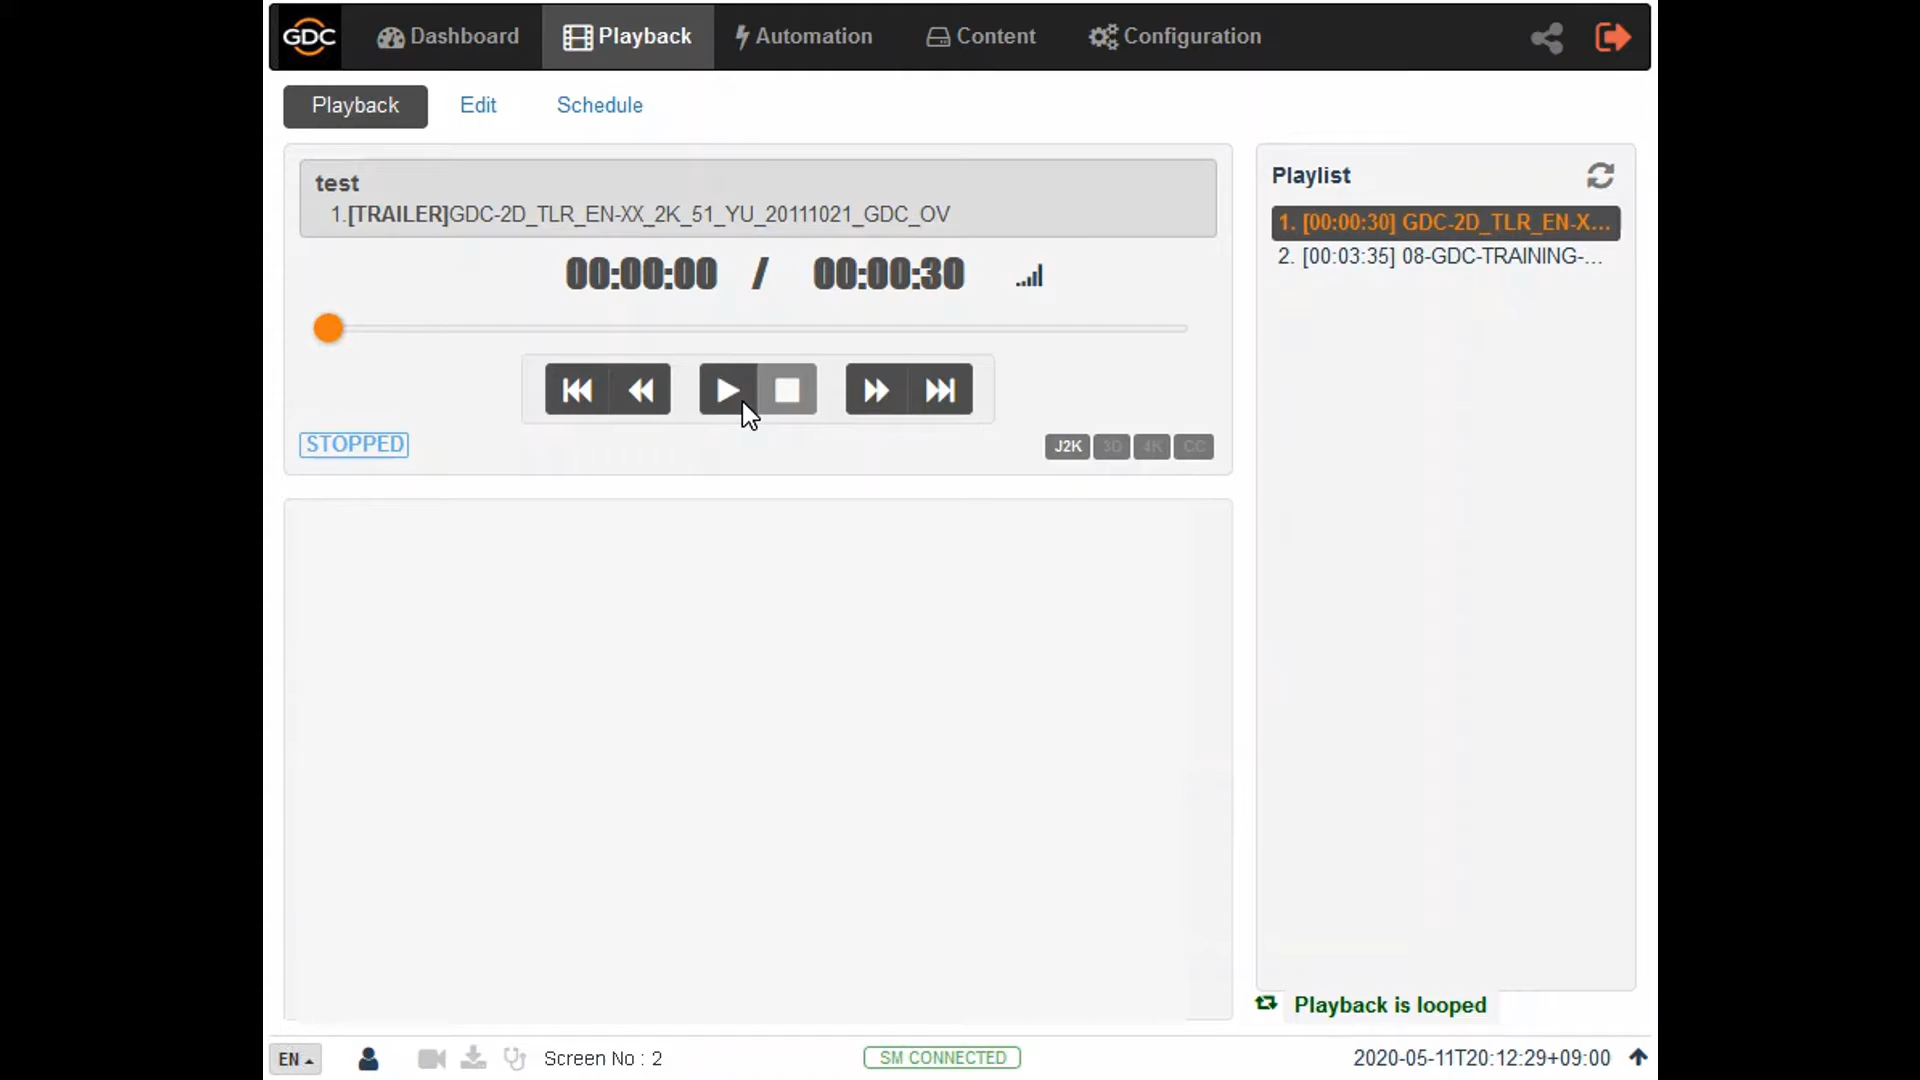 GDC Dashboard Playback Automation Content Configuration
Playback Edit Schedule
test
1.[TRAILER]GDC-2D_TLR_EN-XX_2K_51_YU_20111021_GDC_OV
00:00:00 / 00:00:30
STOPPED
J2K 3D 4K CC
Playlist
1. [00:00:30] GDC-2D_TLR_EN-X...
2. [00:03:35] 08-GDC-TRAINING-...
Playback is looped
EN Screen No : 2 SM CONNECTED 2020-05-11T20:12:29+09:00